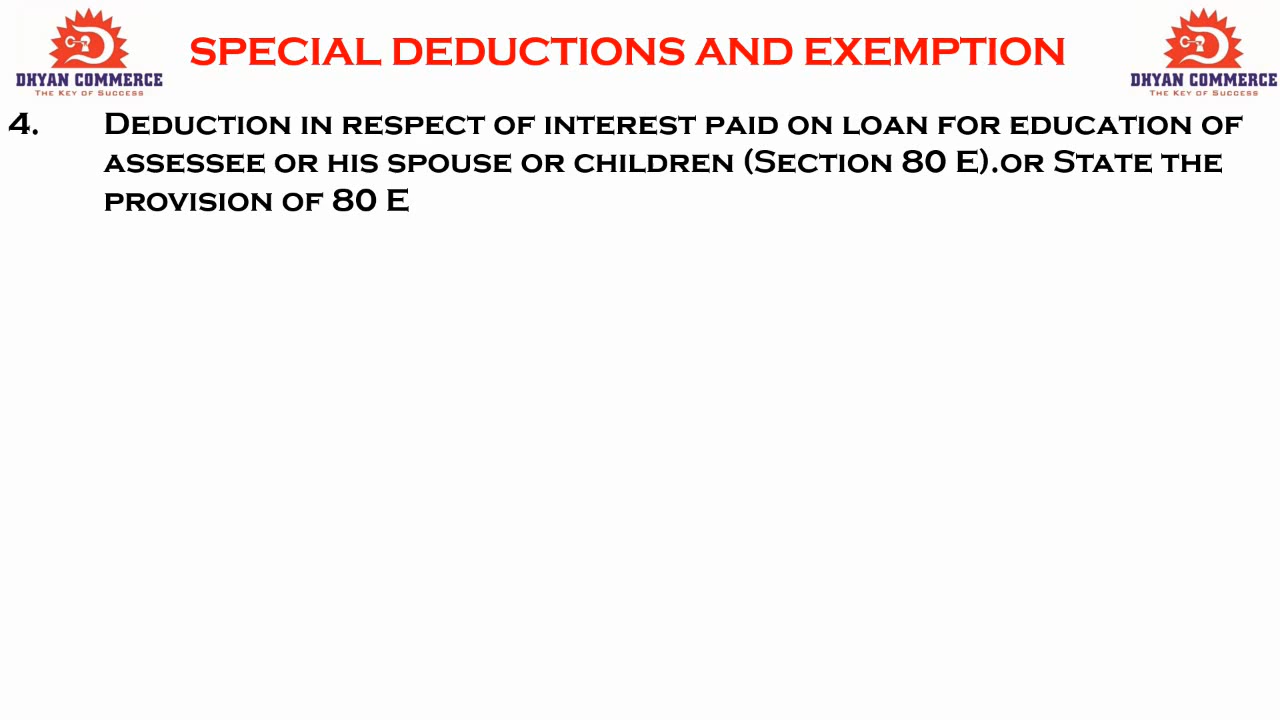 SPECIAL DEDUCTIONS AND EXEMPTION
DHYAN COMMERCE
The Key of Success
DHYAN COMMERCE
The Key of Success
4. Deduction in respect of interest paid on loan for education of
assessee or his spouse or children (Section 80 E).or State the
provision of 80 E